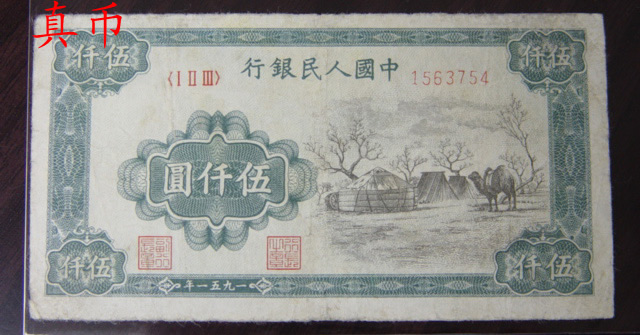 真币
伍仟
伍仟
〈I II III〉
行銀民人國中
1563754
圓仟伍
伍仟
年一五九一
伍仟